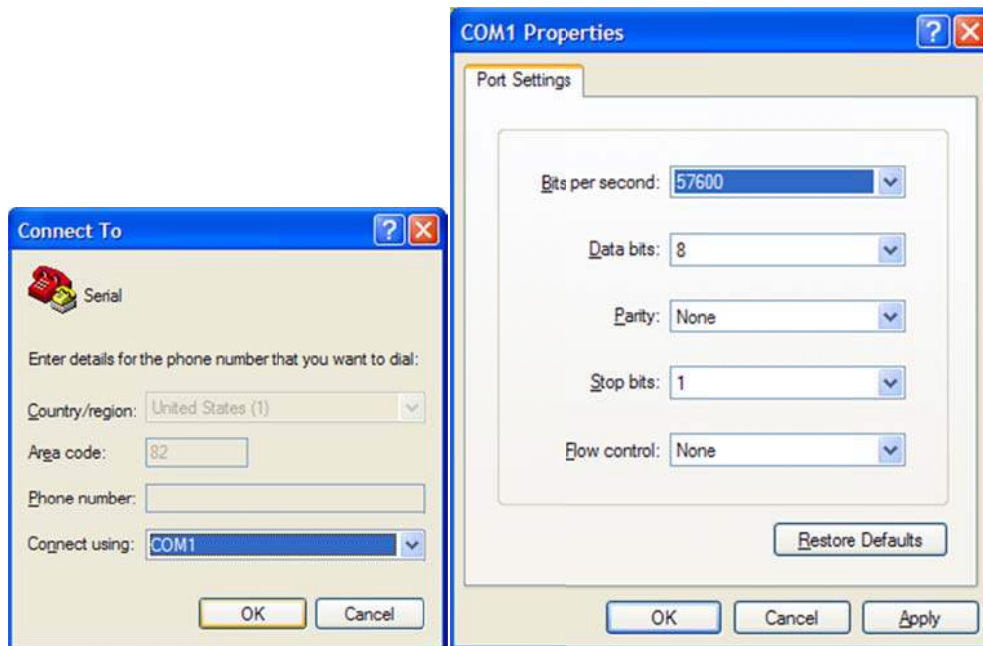 Connect To
Serial
Enter details for the phone number that you want to dial:
Country/region: United States (1)
Area code: 82
Phone number:
Connect using: COM1
OK Cancel
COM1 Properties
Port Settings
Bits per second: 57600
Data bits: 8
Parity: None
Stop bits: 1
Flow control: None
Restore Defaults
OK Cancel Apply